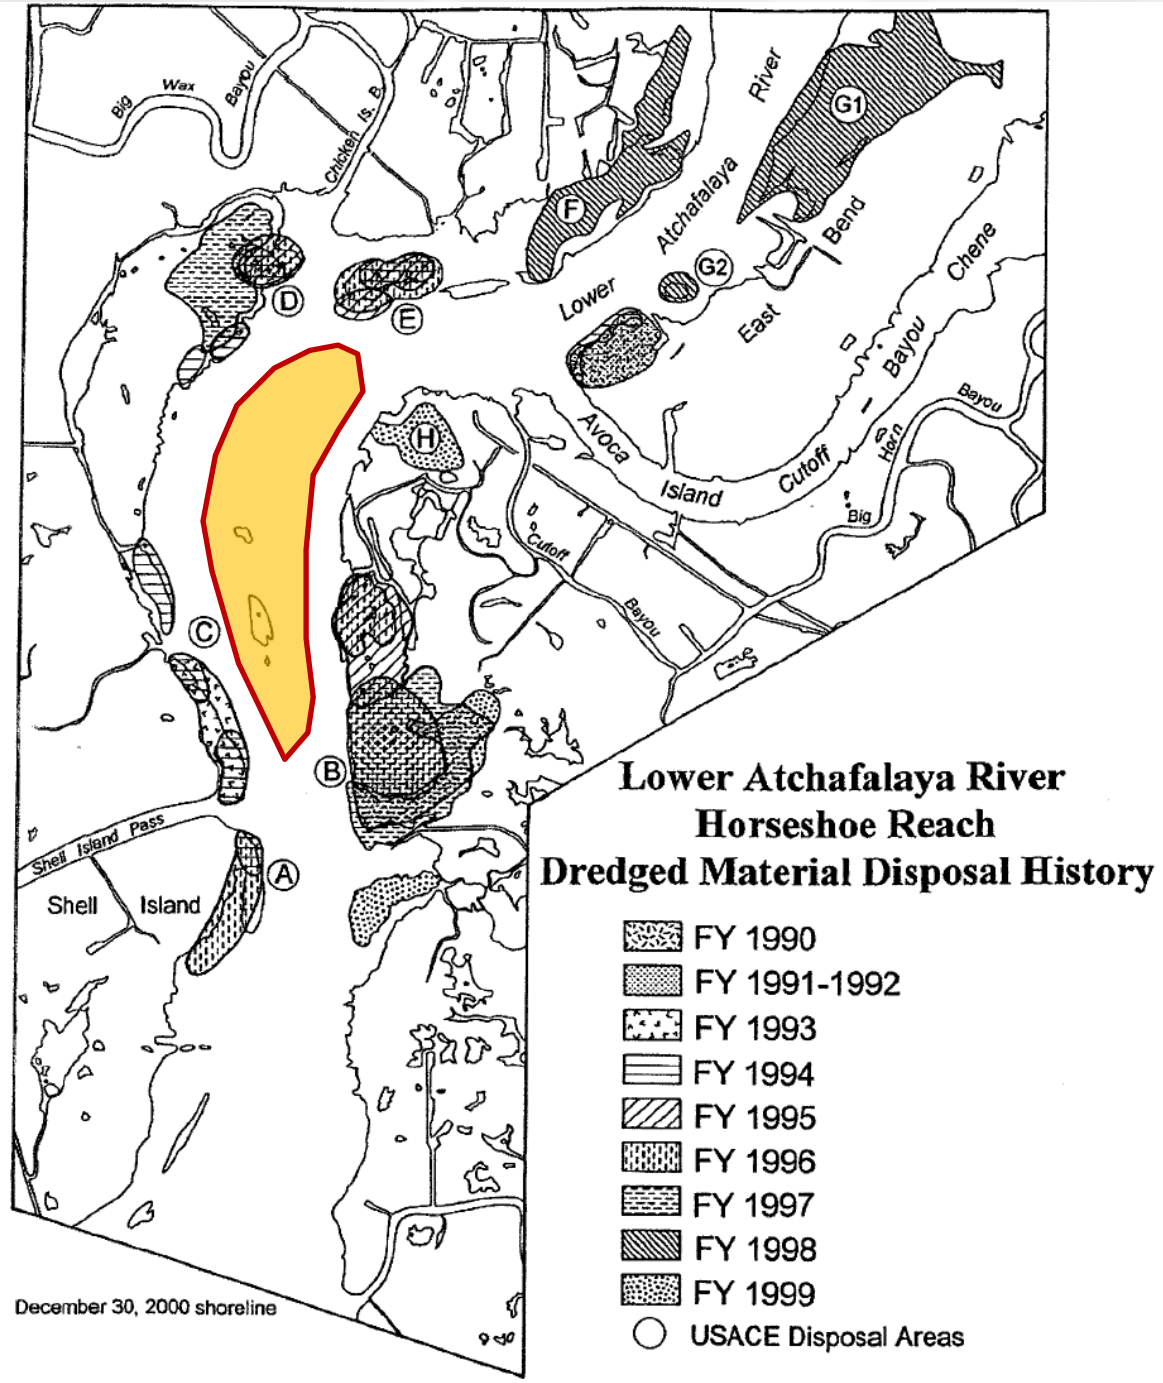 Big
Wax
Bayou
Chicken Is. B.
River
G1
F
Atchafalaya
Bend
Chene
G2
Lower
East
D
E
Bayou
Bayou
H
Avoca
Horn
Cutoff
Island
Big
Cutoff
Bayou
C
B
Lower Atchafalaya River
Horseshoe Reach
Dredged Material Disposal History
Shell Island Pass
A
Shell Island
FY 1990
FY 1991-1992
FY 1993
FY 1994
FY 1995
FY 1996
FY 1997
FY 1998
FY 1999
USACE Disposal Areas
December 30, 2000 shoreline